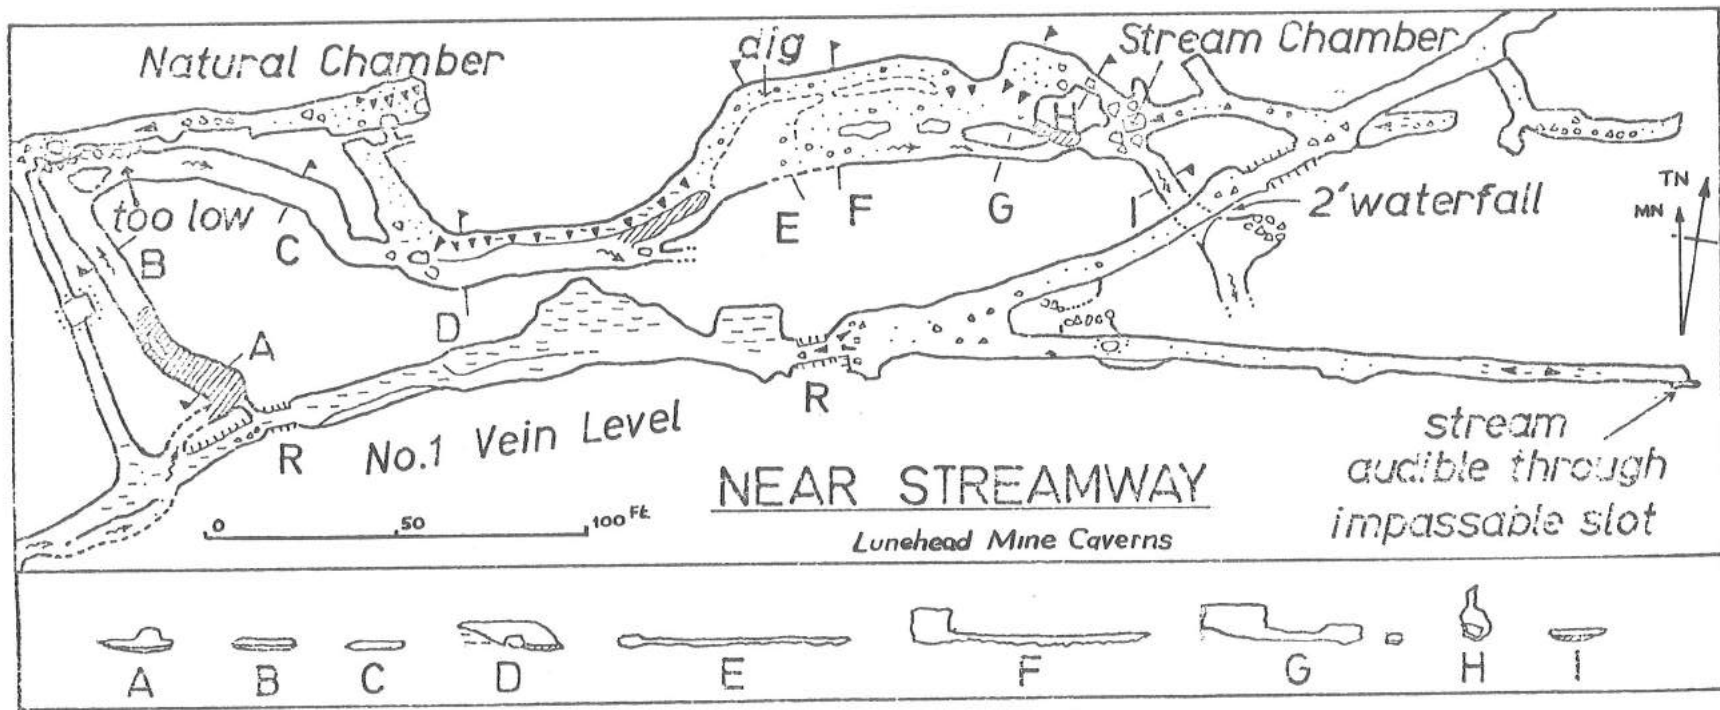 Natural Chamber
dig
Stream Chamber
H
too low
B
C
E
F
G
I
2' waterfall
TN
MN
D
A
R
R
No.1 Vein Level
0 50 100 Ft.
NEAR STREAMWAY
Lunehead Mine Caverns
stream
audible through
impassable slot
A B C D E F G H I